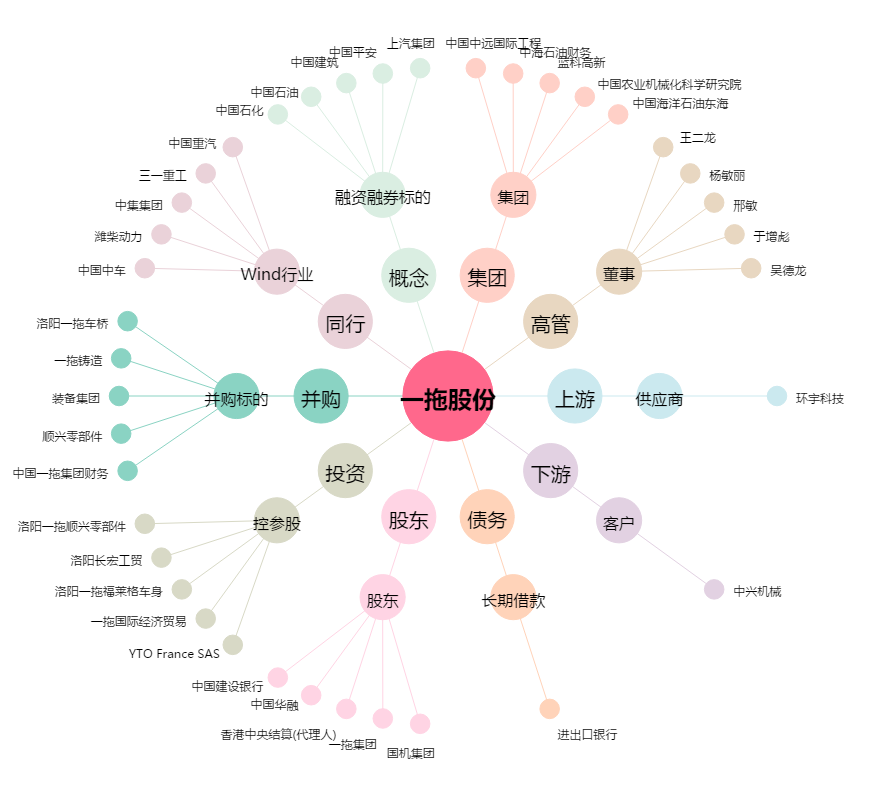 上汽集团
中国平安
中国建筑
中国石油
中国石化
融资融券标的
概念
中国中远国际工程
中海石油财务
蓝科高新
中国农业机械化科学研究院
中国海洋石油东海
集团
集团
中国重汽
三一重工
中集集团
潍柴动力
中国中车
Wind行业
同行
王二龙
杨敏丽
邢敏
于增彪
吴德龙
董事
高管
洛阳一拖车桥
一拖铸造
装备集团
顺兴零部件
中国一拖集团财务
并购标的
并购
一拖股份
上游
供应商
环宇科技
投资
控参股
洛阳一拖顺兴零部件
洛阳长宏工贸
洛阳一拖福莱格车身
一拖国际经济贸易
YTO France SAS
下游
客户
中兴机械
股东
股东
中国建设银行
中国华融
香港中央结算(代理人)
一拖集团
国机集团
债务
长期借款
进出口银行